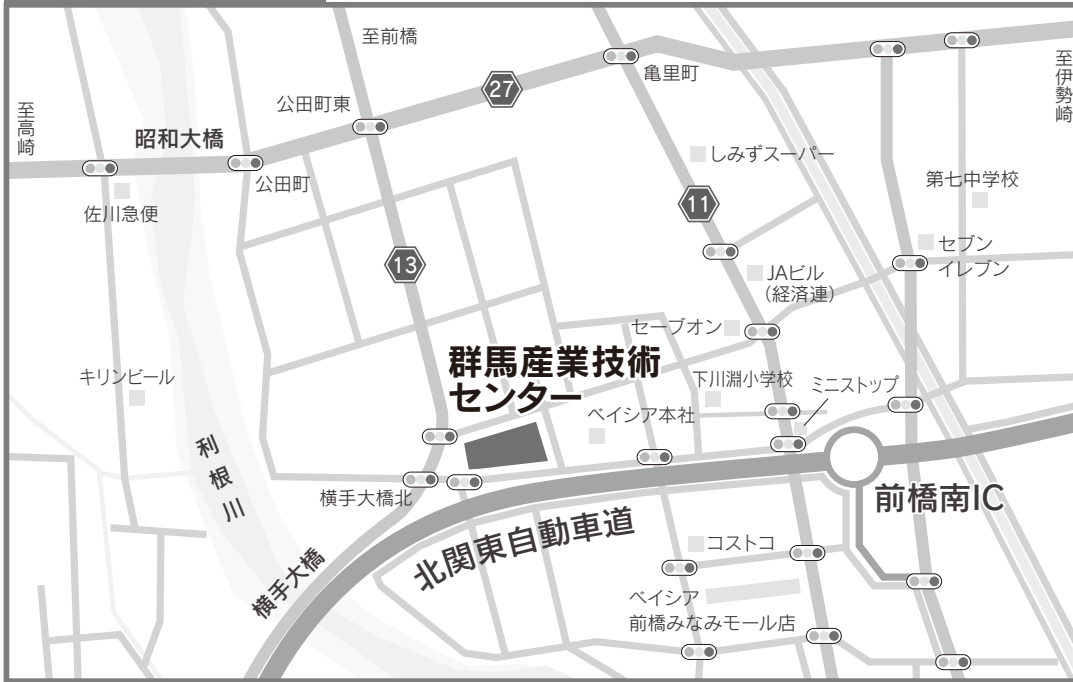 至前橋
27
亀里町
至伊勢崎
公田町東
至高崎
昭和大橋
公田町
佐川急便
しみずスーパー
第七中学校
11
13
セブン
イレブン
JAビル
(経済連)
セーブオン
群馬産業技術
センター
キリンビール
下川淵小学校
ミニストップ
ベイシア本社
利根川
横手大橋北
前橋南IC
北関東自動車道
横手大橋
コストコ
ベイシア
前橋みなみモール店